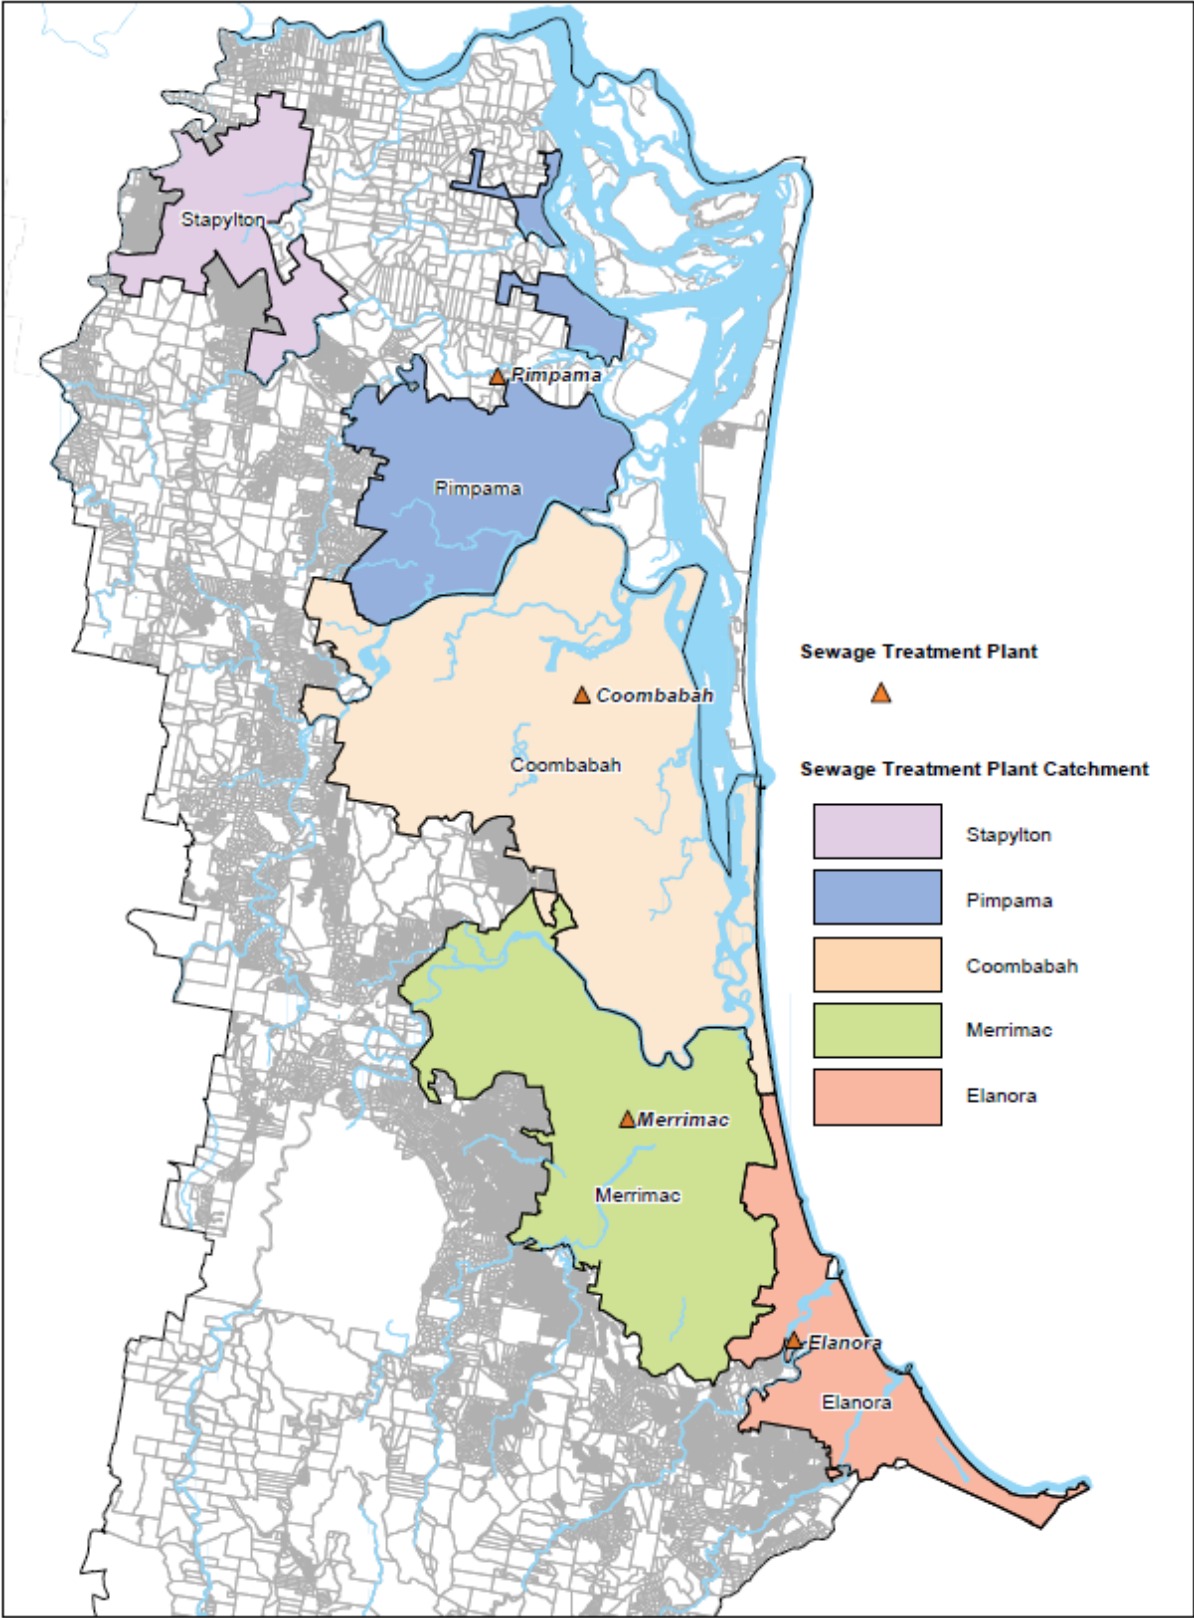 Stapylton
Rimpama
Pimpama
Coombabah
Coombabah
Merrimac
Merrimac
Elanora
Elanora
Sewage Treatment Plant
Sewage Treatment Plant Catchment
Stapylton
Pimpama
Coombabah
Merrimac
Elanora